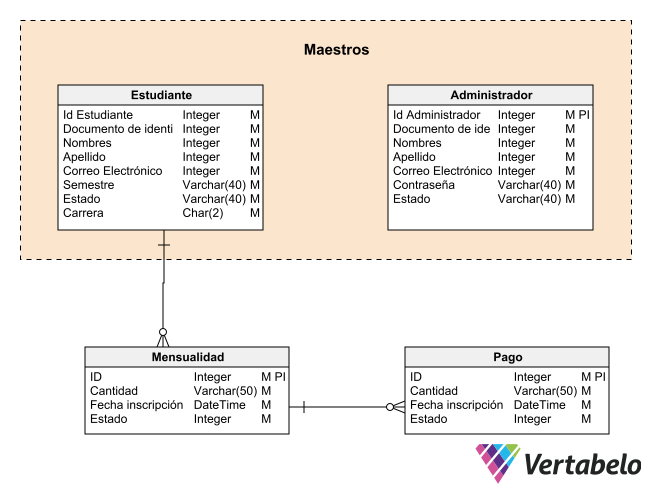 Maestros
Estudiante
Id Estudiante Integer M
Documento de identi Integer M
Nombres Integer M
Apellido Integer M
Correo Electrónico Integer M
Semestre Varchar(40) M
Estado Varchar(40) M
Carrera Char(2) M
Administrador
Id Administrador Integer M PI
Documento de ide Integer M
Nombres Integer M
Apellido Integer M
Correo Electrónico Integer M
Contraseña Varchar(40) M
Estado Varchar(40) M
Mensualidad
ID Integer M PI
Cantidad Varchar(50) M
Fecha inscripción DateTime M
Estado Integer M
Pago
ID Integer M PI
Cantidad Varchar(50) M
Fecha inscripción DateTime M
Estado Integer M
Vertabelo